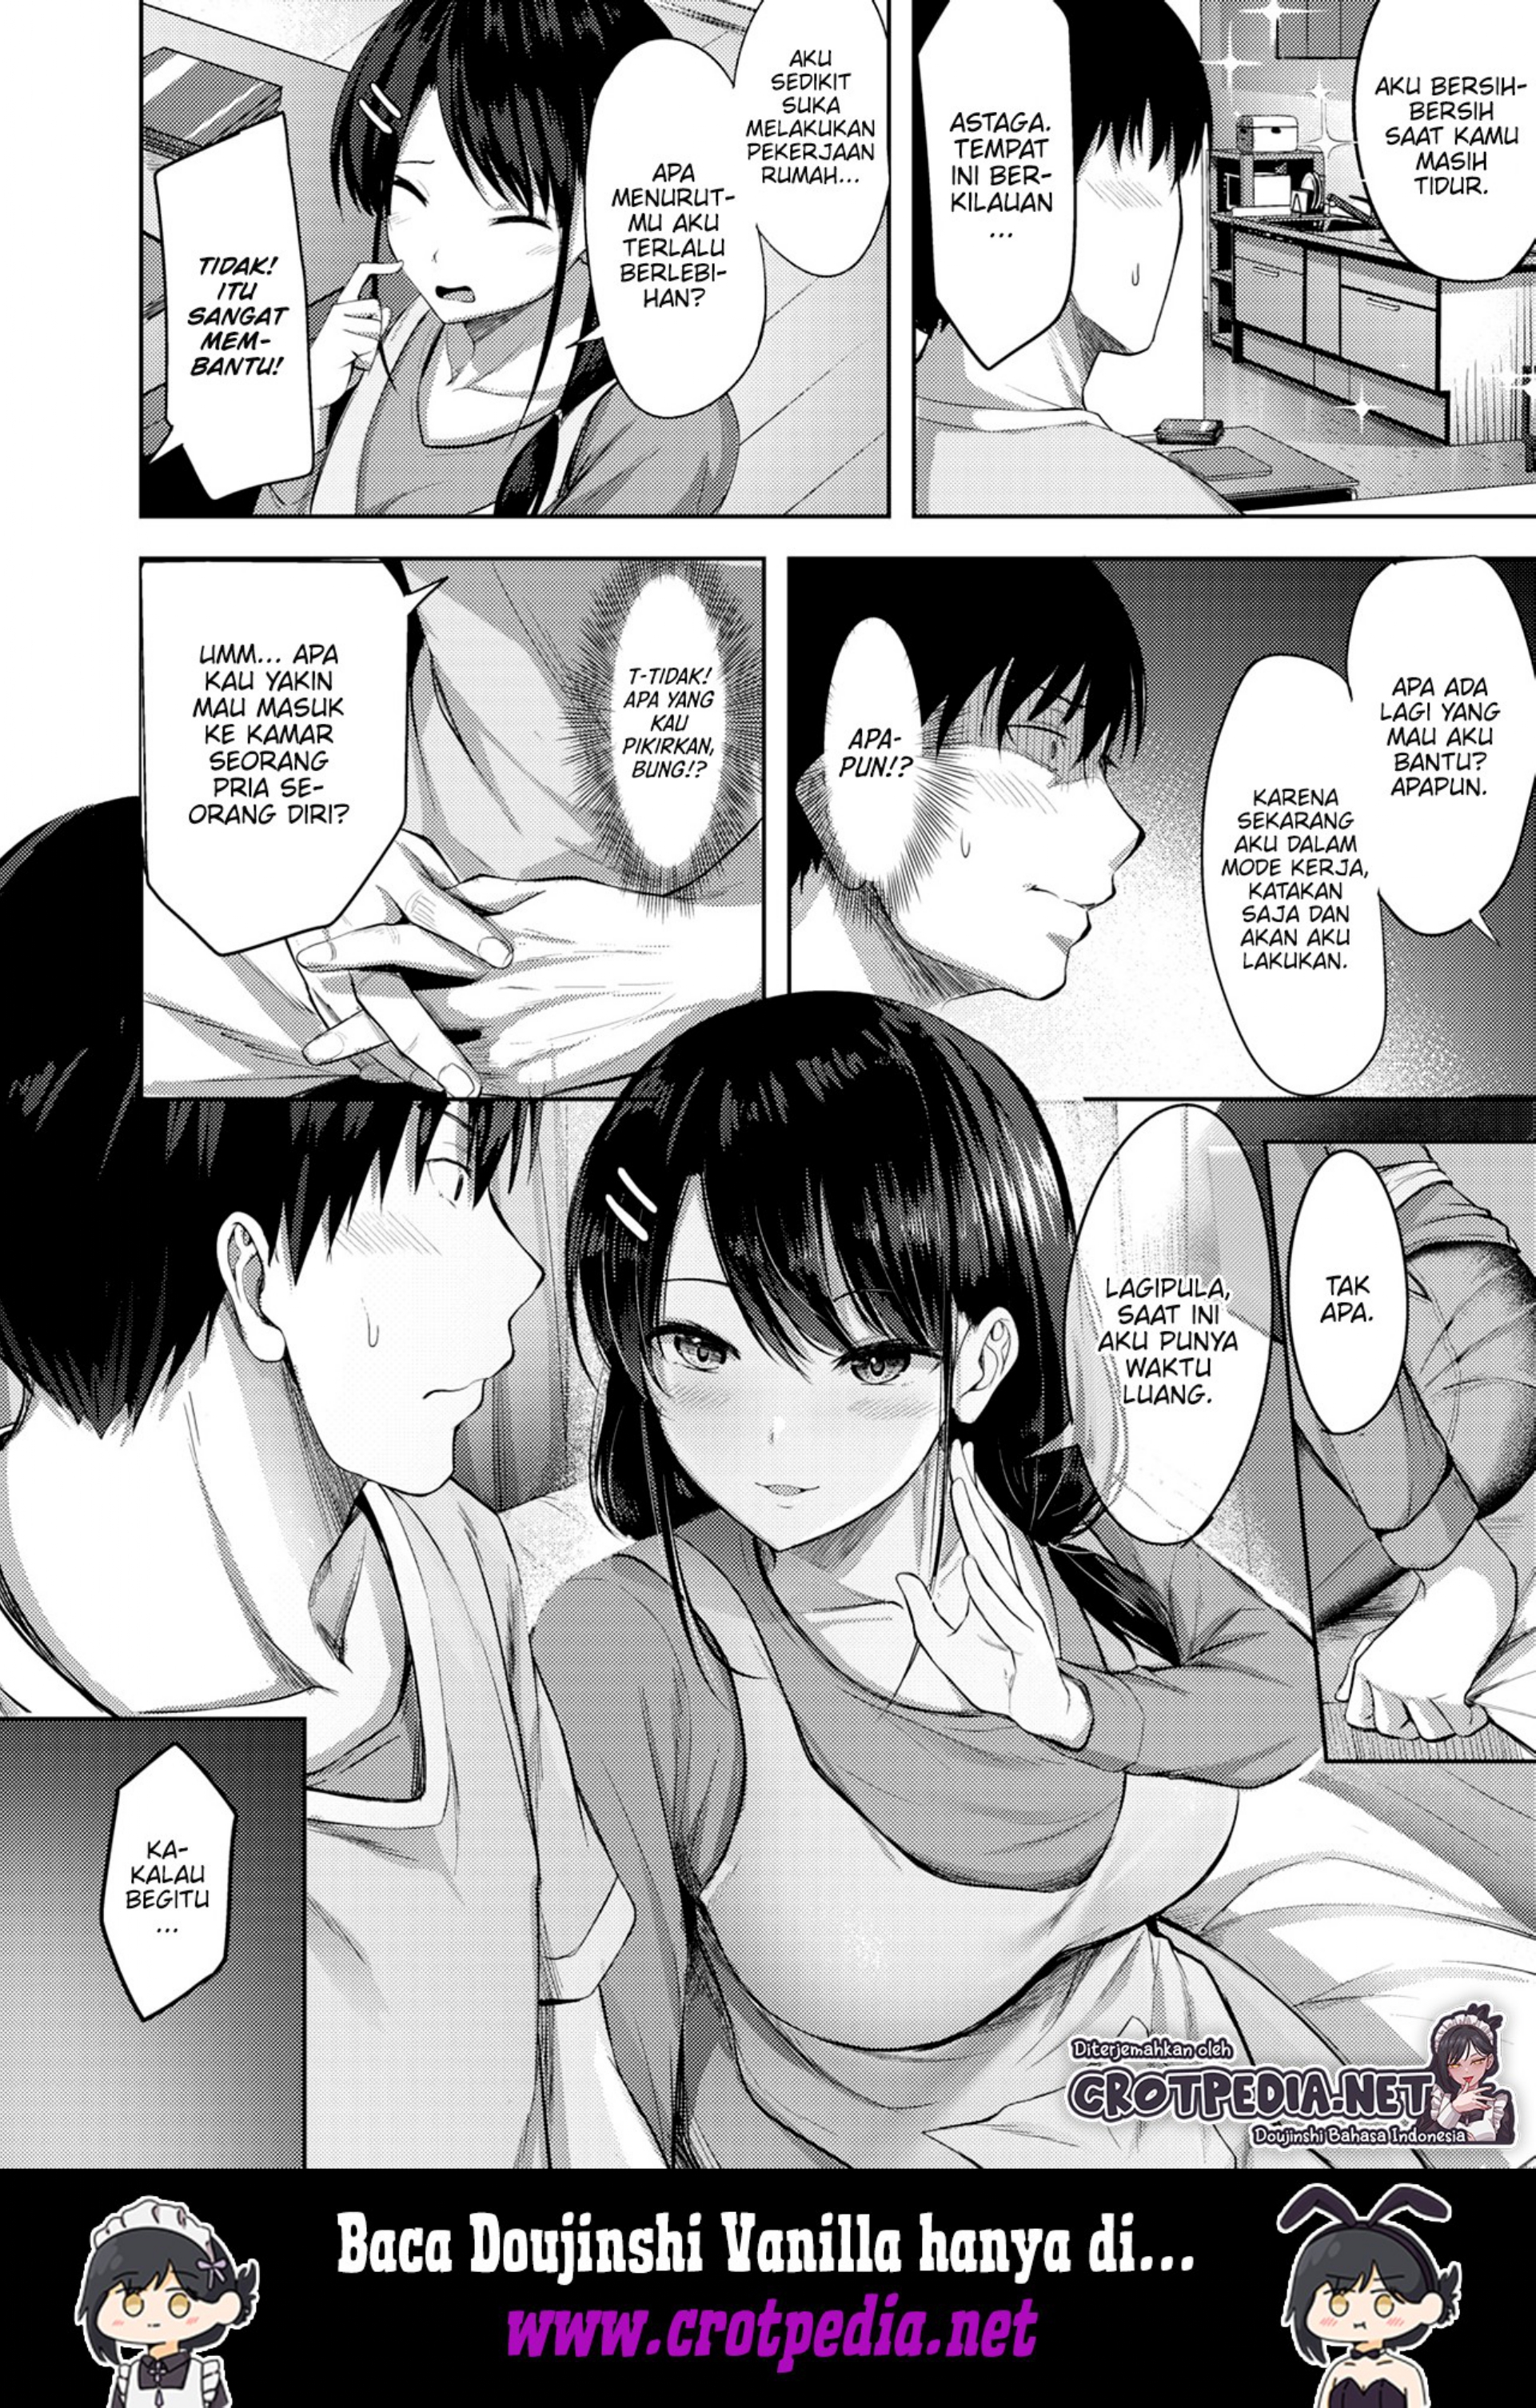 AKU BERSIH-
BERSIH
SAAT KAMU
MASIH
TIDUR.
ASTAGA.
TEMPAT
INI BER-
KILAUAN
...
AKU
SEDIKIT
SUKA
MELAKUKAN
PEKERJAAN
RUMAH...
APA
MENURUT-
MU AKU
TERLALU
BERLEBI-
HAN?
TIDAK!
ITU
SANGAT
MEM-
BANTU!
APA ADA
LAGI YANG
MAU AKU
BANTU?
APAPUN.
KARENA
SEKARANG
AKU DALAM
MODE KERJA,
KATAKAN
SAJA DAN
AKAN AKU
LAKUKAN.
APA-
PUN!?
T-TIDAK!
APA YANG
KAU
PIKIRKAN,
BUNG!?
UMM... APA
KAU YAKIN
MAU MASUK
KE KAMAR
SEORANG
PRIA SE-
ORANG DIRI?
TAK
APA.
LAGIPULA,
SAAT INI
AKU PUNYA
WAKTU
LUANG.
KA-
KALAU
BEGITU
...
Diterjemahkan oleh
CROTPEDIA.NET
Doujinshi Bahasa Indonesia
Baca Doujinshi Vanilla hanya di...
www.crotpedia.net